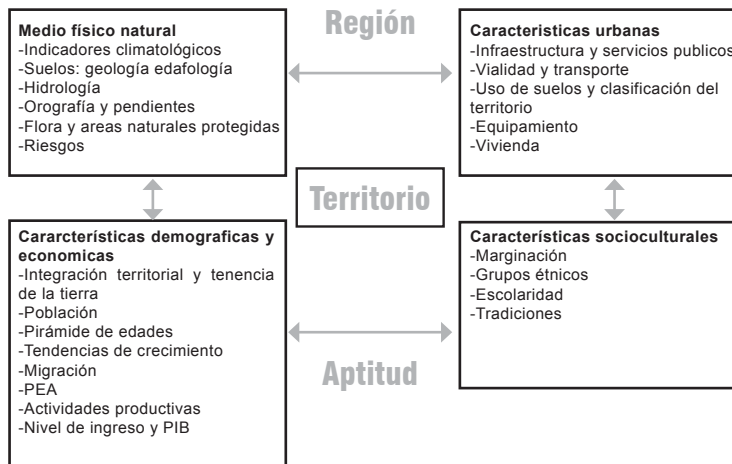 Región
Medio físico natural
-Indicadores climatológicos
-Suelos: geología edafología
-Hidrología
-Orografía y pendientes
-Flora y areas naturales protegidas
-Riesgos
Caracteristicas urbanas
-Infraestructura y servicios publicos
-Vialidad y transporte
-Uso de suelos y clasificación del
territorio
-Equipamiento
-Vivienda
Territorio
Cararcterísticas demograficas y
economicas
-Integración territorial y tenencia
de la tierra
-Población
-Pirámide de edades
-Tendencias de crecimiento
-Migración
-PEA
-Actividades productivas
-Nivel de ingreso y PIB
Características socioculturales
-Marginación
-Grupos étnicos
-Escolaridad
-Tradiciones
Aptitud